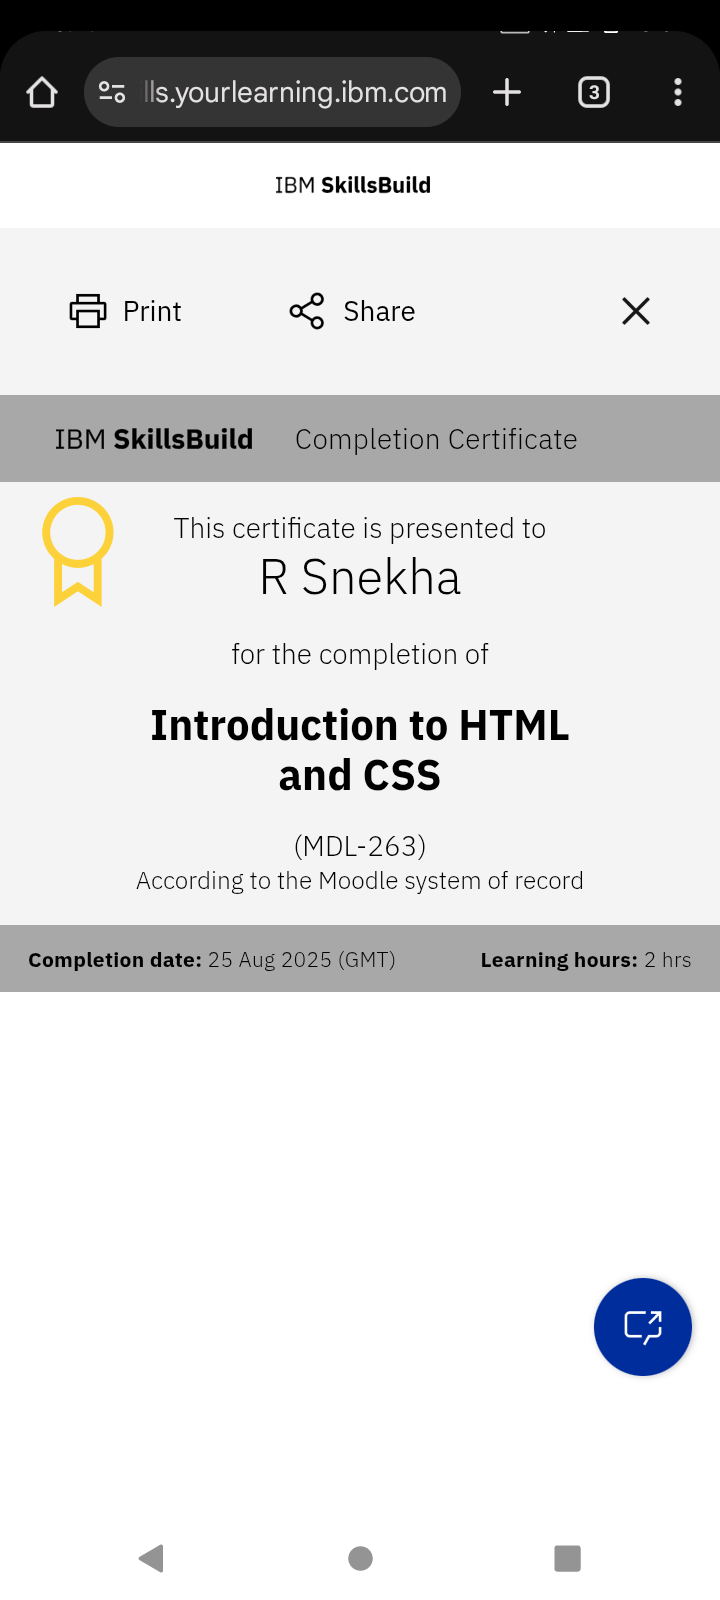 lls.yourlearning.ibm.com
3
IBM SkillsBuild
Print
Share
IBM SkillsBuild Completion Certificate
This certificate is presented to
R Snekha
for the completion of
Introduction to HTML
and CSS
(MDL-263)
According to the Moodle system of record
Completion date: 25 Aug 2025 (GMT) Learning hours: 2 hrs